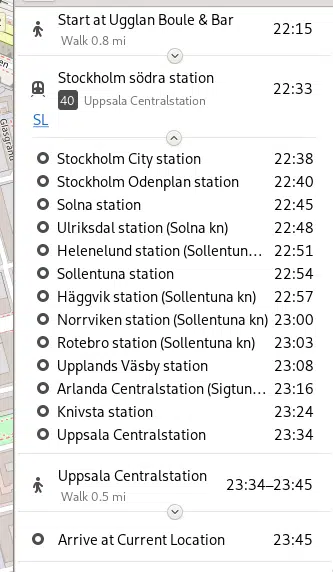 Start at Ugglan Boule & Bar 22:15
Walk 0.8 mi
Stockholm södra station 22:33
40 Uppsala Centralstation
SL
Stockholm City station 22:38
Stockholm Odenplan station 22:40
Solna station 22:45
Ulriksdal station (Solna kn) 22:48
Helenelund station (Sollentun… 22:51
Sollentuna station 22:54
Häggvik station (Sollentuna kn) 22:57
Norrviken station (Sollentuna kn) 23:00
Rotebro station (Sollentuna kn) 23:03
Upplands Väsby station 23:08
Arlanda Centralstation (Sigtun… 23:16
Knivsta station 23:24
Uppsala Centralstation 23:34
Uppsala Centralstation 23:34–23:45
Walk 0.5 mi
Arrive at Current Location 23:45